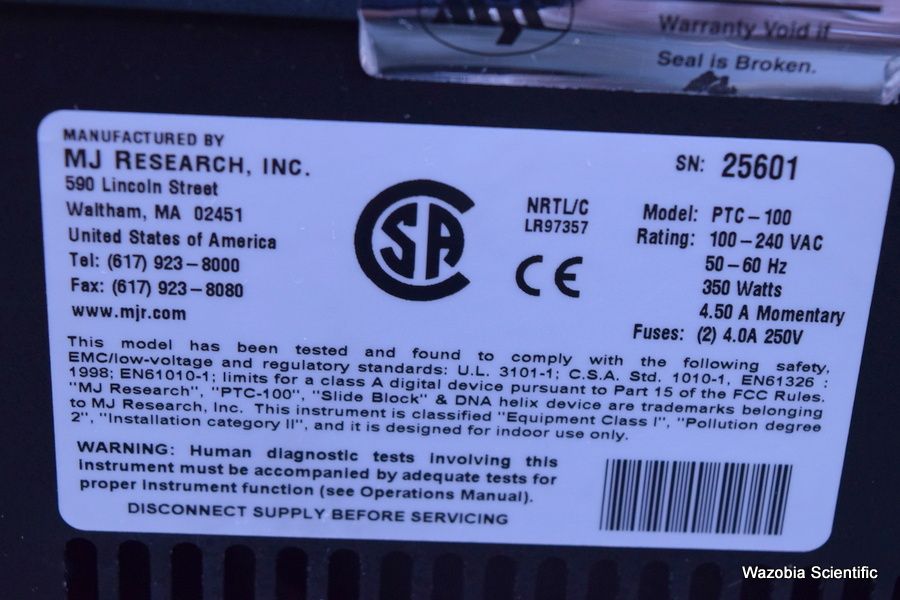 Warranty Void if
Seal is Broken.
MANUFACTURED BY
MJ RESEARCH, INC.
590 Lincoln Street
Waltham, MA 02451
United States of America
Tel: (617) 923-8000
Fax: (617) 923-8080
www.mjr.com
CSA
NRTL/C
LR97357
CE
SN: 25601
Model: PTC-100
Rating: 100-240 VAC
50-60 Hz
350 Watts
4.50 A Momentary
Fuses: (2) 4.0A 250V
This model has been tested and found to comply with the following safety,
EMC/low-voltage and regulatory standards: U.L. 3101-1; C.S.A. Std. 1010-1, EN61326 :
1998; EN61010-1; limits for a class A digital device pursuant to Part 15 of the FCC Rules.
"MJ Research", "PTC-100", "Slide Block" & DNA helix device are trademarks belonging
to MJ Research, Inc. This instrument is classified "Equipment Class I", "Pollution degree
2", "Installation category II", and it is designed for indoor use only.
WARNING: Human diagnostic tests involving this
instrument must be accompanied by adequate tests for
proper instrument function (see Operations Manual).
DISCONNECT SUPPLY BEFORE SERVICING
Wazobia Scientific